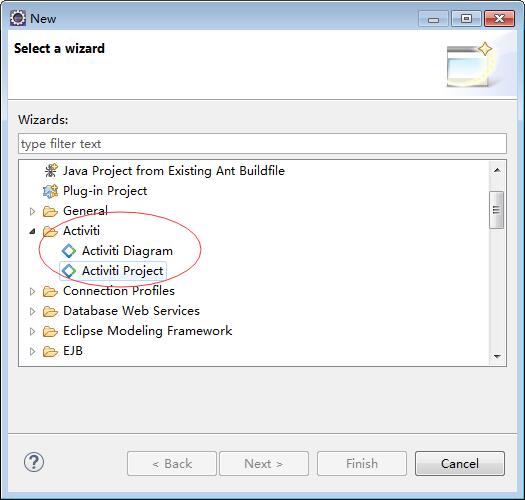 New
Select a wizard
Wizards:
type filter text
Java Project from Existing Ant Buildfile
Plug-in Project
General
Activiti
Activiti Diagram
Activiti Project
Connection Profiles
Database Web Services
Eclipse Modeling Framework
EJB
?
< Back
Next >
Finish
Cancel